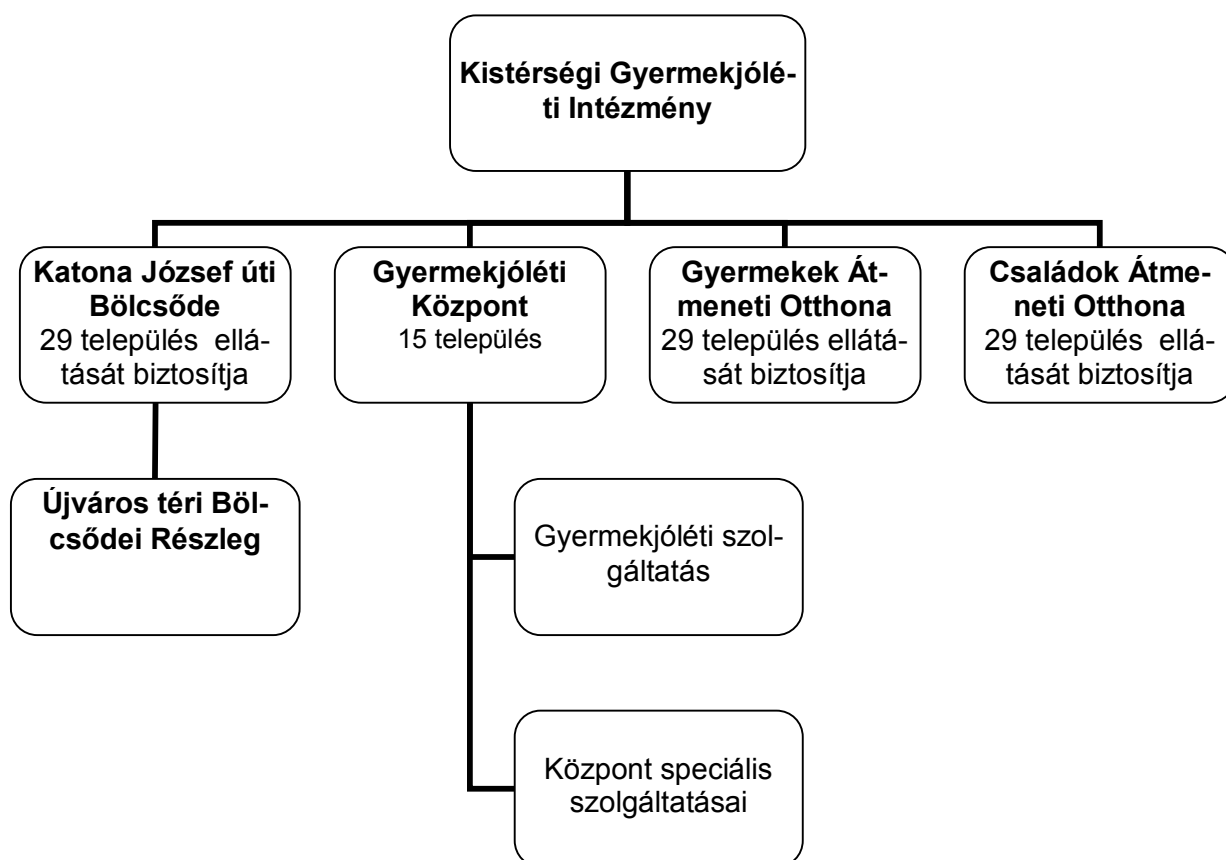 Kistérségi Gyermekjólé-
ti Intézmény
Katona József úti
Bölcsőde
29 település ellá-
tását biztosítja
Gyermekjóléti
Központ
15 település
Gyermekek Át-
meneti Otthona
29 település ellátá-
sát biztosítja
Családok Átme-
neti Otthona
29 település ellá-
tását biztosítja
Újváros téri Böl-
csődei Részleg
Gyermekjóléti szol-
gáltatás
Központ speciális
szolgáltatásai